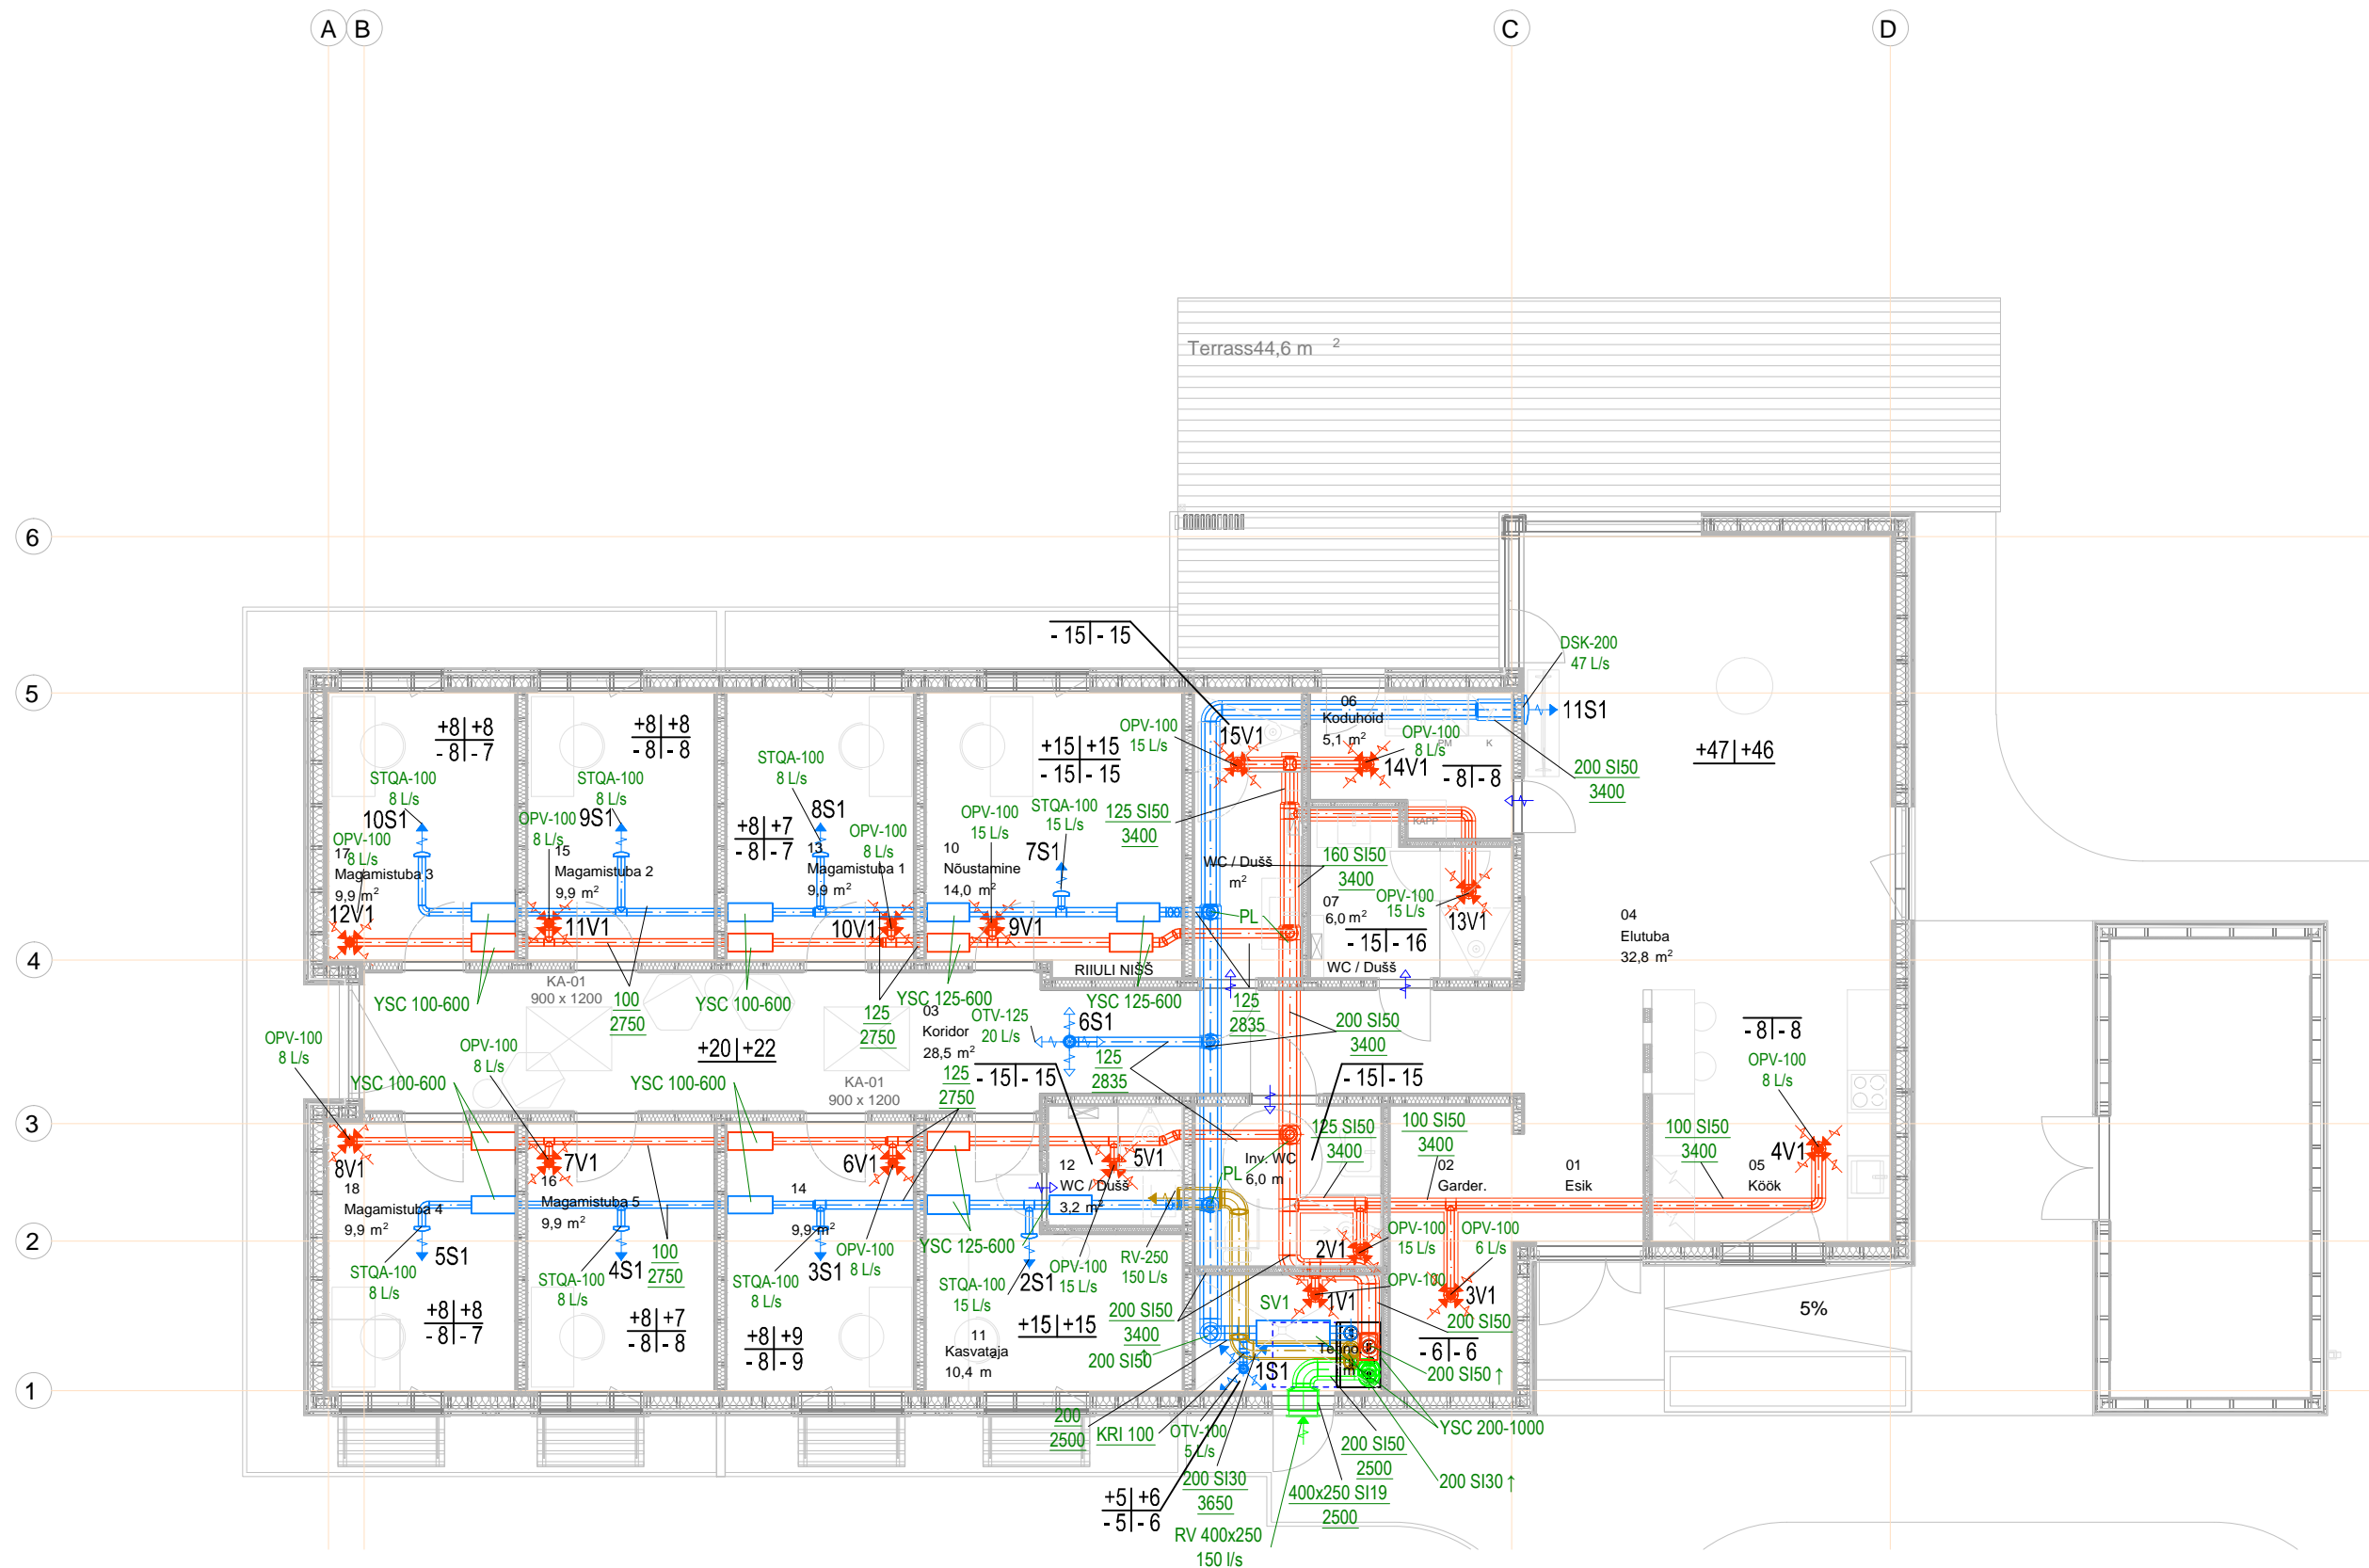 A
B
C
D
6
5
4
3
2
1
Terrass44,6 m 2
- 15|- 15
DSK-200
47 L/s
11S1
200 SI50
3400
+47|+46
+8|+8
- 8|- 7
STQA-100
8 L/s
10S1
OPV-100
8 L/s
17
Magamistuba 3
9,9 m2
12V1
+8|+8
- 8|- 8
STQA-100
8 L/s
9S1
OPV-100
8 L/s
15
Magamistuba 2
9,9 m2
11V1
STQA-100
8 L/s
8S1
+8|+7
- 8|- 7
OPV-100
8 L/s
13
Magamistuba 1
9,9 m2
10V1
+15|+15
- 15|- 15
OPV-100
15 L/s
STQA-100
15 L/s
7S1
10
Nõustamine
14,0 m2
9V1
OPV-100
15 L/s
15V1
125 SI50
3400
06
Koduhoid
5,1 m2
PM
K
OPV-100
8 L/s
14V1
- 8|- 8
KAPP
WC / Dušš
m2
160 SI50
3400
OPV-100
15 L/s
13V1
07
6,0 m2
- 15|- 16
WC / Dušš
PL
04
Elutuba
32,8 m2
YSC 100-600
KA-01
900 x 1200
100
2750
YSC 100-600
125
2750
YSC 125-600
RIIULI NIŠŠ
YSC 125-600
125
2835
03
Koridor
28,5 m2
OTV-125
20 L/s
6S1
200 SI50
3400
+20|+22
- 15|- 15
125
2835
- 15|- 15
- 8|- 8
OPV-100
8 L/s
OPV-100
8 L/s
OPV-100
8 L/s
YSC 100-600
YSC 100-600
KA-01
900 x 1200
125
2750
8V1
18
Magamistuba 4
9,9 m2
7V1
16
Magamistuba 5
9,9 m2
6V1
14
9,9 m2
5V1
12
WC / Dušš
3,2 m2
PL
Inv. WC
6,0 m
125 SI50
3400
100 SI50
3400
02
Garder.
01
Esik
100 SI50
3400
4V1
05
Köök
5S1
STQA-100
8 L/s
4S1
STQA-100
8 L/s
100
2750
3S1
STQA-100
8 L/s
OPV-100
8 L/s
YSC 125-600
2S1
STQA-100
15 L/s
OPV-100
15 L/s
RV-250
150 L/s
2V1
OPV-100
15 L/s
OPV-100
6 L/s
3V1
OPV-100
1V1
SV1
200 SI50
3400
200 SI50 ↑
200 SI50
+8|+8
- 8|- 7
+8|+7
- 8|- 8
+8|+9
- 8|- 9
+15|+15
11
Kasvataja
10,4 m
- 6|- 6
200 SI50 ↑
1S1
5%
200
2500
KRI 100
OTV-100
5 L/s
YSC 200-1000
200 SI50
2500
200 SI30 ↑
200 SI30
3650
400x250 SI19
2500
+5|+6
- 5|- 6
RV 400x250
150 l/s